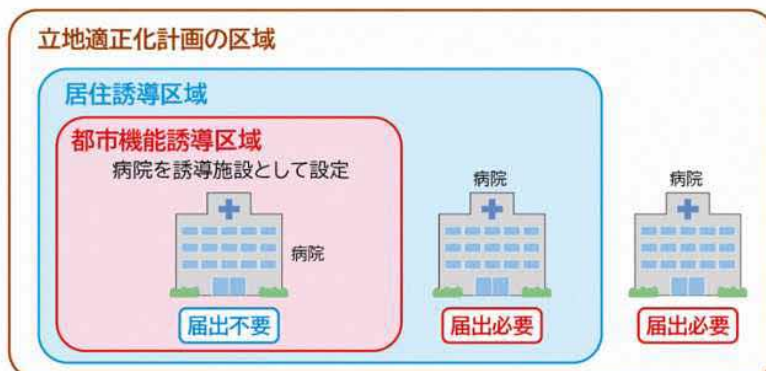 立地適正化計画の区域
居住誘導区域
都市機能誘導区域
病院を誘導施設として設定
病院
病院
病院
届出不要
届出必要
届出必要